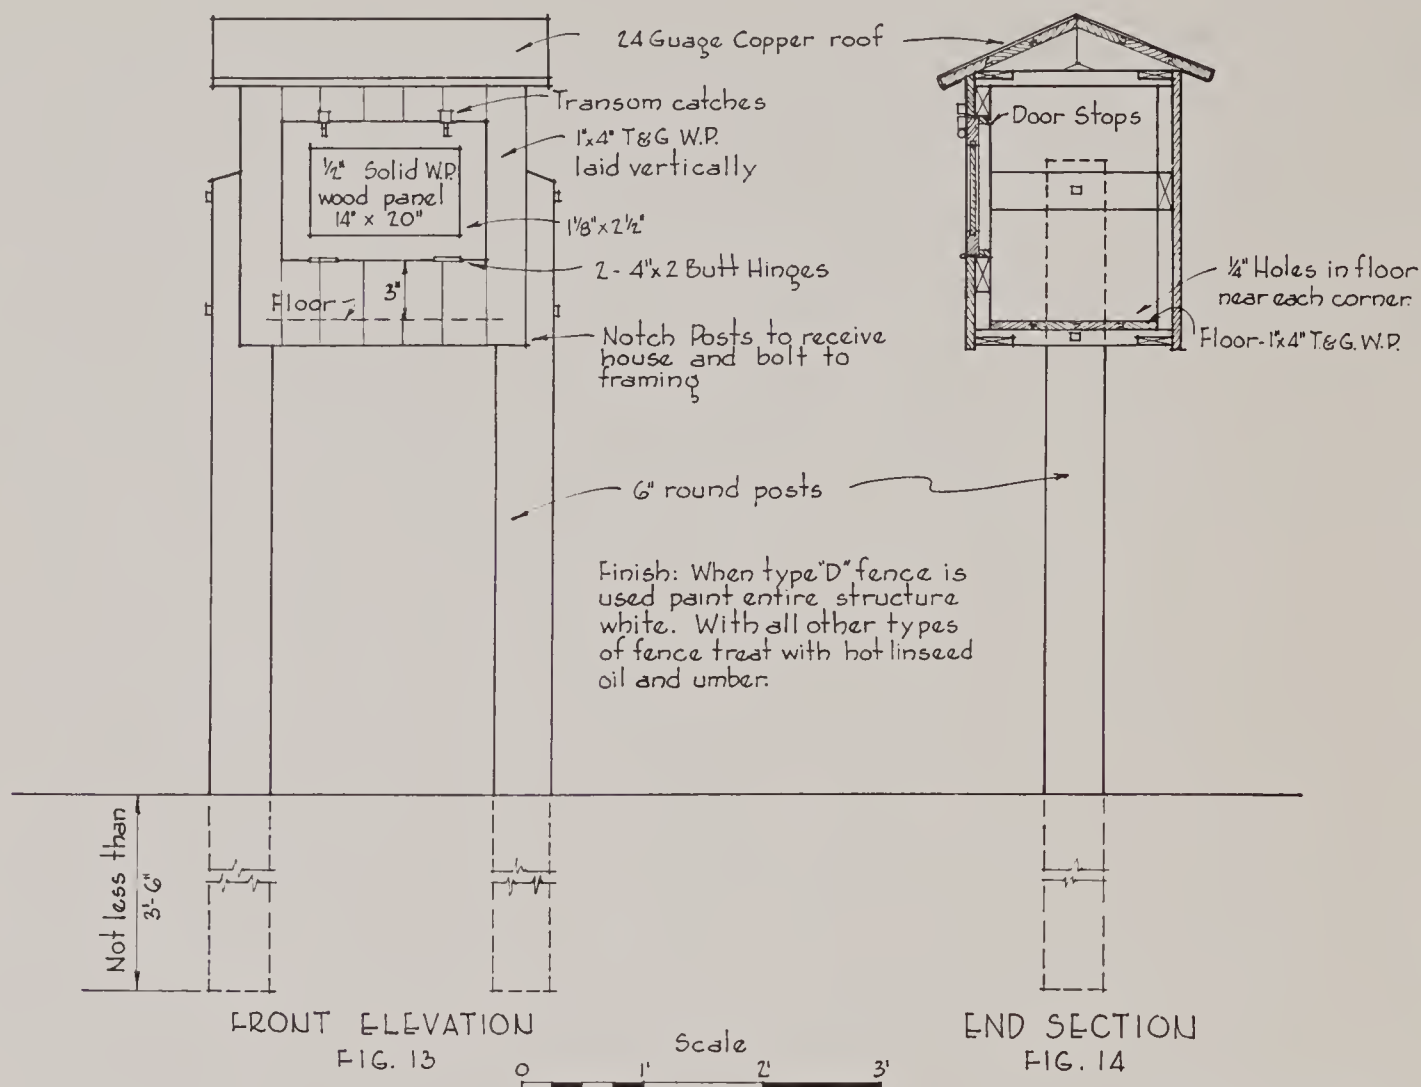 24 Guage Copper roof
Transom catches
1"x4" T&G W.P.
laid vertically
1/2" Solid W.P.
wood panel
14" x 20"
1 1/8" x 2 1/2"
2 - 4"x2 Butt Hinges
3"
Floor
Notch Posts to receive
house and bolt to
framing
Door Stops
1/4" Holes in floor
near each corner.
Floor - 1"x4" T.&G. W.P.
6" round posts
Finish: When type "D" fence is
used paint entire structure
white. With all other types
of fence treat with hot linseed
oil and umber.
Not less than
3'-6"
FRONT ELEVATION
FIG. 13
END SECTION
FIG. 14
Scale
0 1' 2' 3'